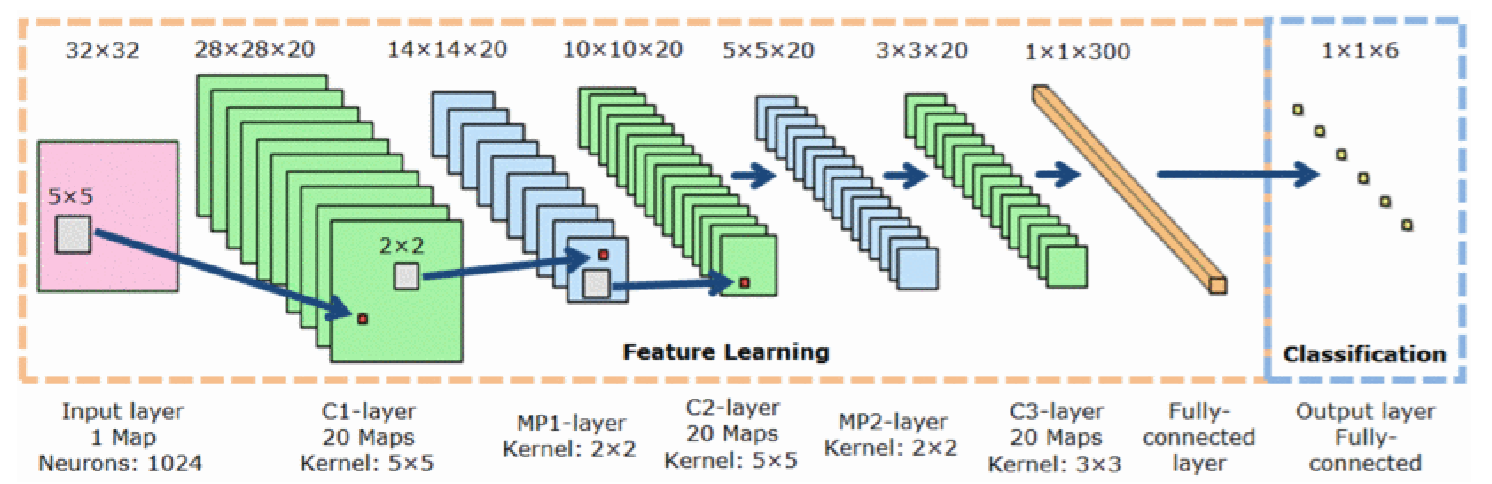 32×32
28×28×20
14×14×20
10×10×20
5×5×20
3×3×20
1×1×300
1×1×6
5×5
2×2
Feature Learning
Classification
Input layer
1 Map
Neurons: 1024
C1-layer
20 Maps
Kernel: 5×5
MP1-layer
Kernel: 2×2
C2-layer
20 Maps
Kernel: 5×5
MP2-layer
Kernel: 2×2
C3-layer
20 Maps
Kernel: 3×3
Fully-
connected
layer
Output layer
Fully-
connected